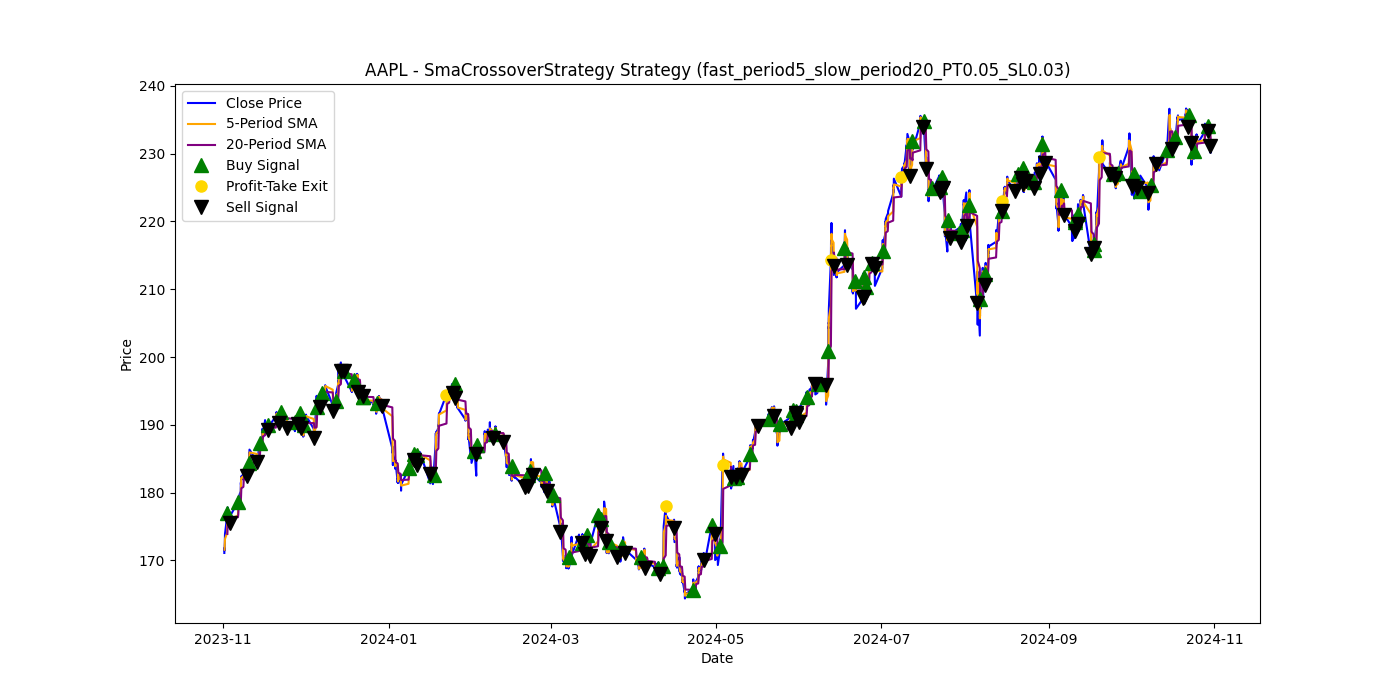 AAPL - SmaCrossoverStrategy Strategy (fast_period5_slow_period20_PT0.05_SL0.03)
Close Price
5-Period SMA
20-Period SMA
Buy Signal
Profit-Take Exit
Sell Signal
240
230
220
210
200
190
180
170
Price
2023-11 2024-01 2024-03 2024-05 2024-07 2024-09 2024-11
Date